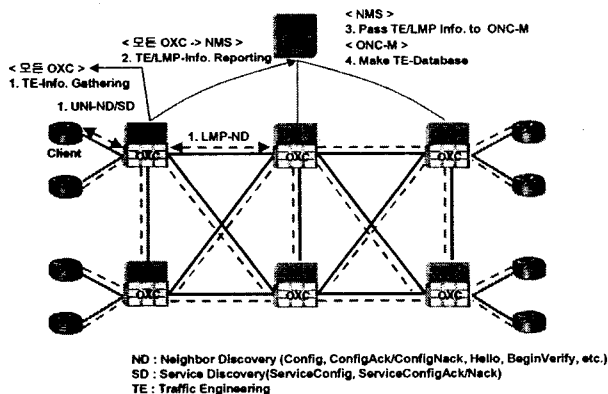 < NMS >
3. Pass TE/LMP Info. to ONC-M
< ONC-M >
4. Make TE-Database
< 모든 OXC -> NMS >
2. TE/LMP-Info. Reporting
< 모든 OXC >
1. TE-Info. Gathering
1. UNI-ND/SD
1. LMP-ND
Client
OXC
OXC
OXC
OXC
OXC
OXC
ND : Neighbor Discovery (Config, ConfigAck/ConfigNack, Hello, BeginVerify, etc.)
SD : Service Discovery(ServiceConfig, ServiceConfigAck/Nack)
TE : Traffic Engineering